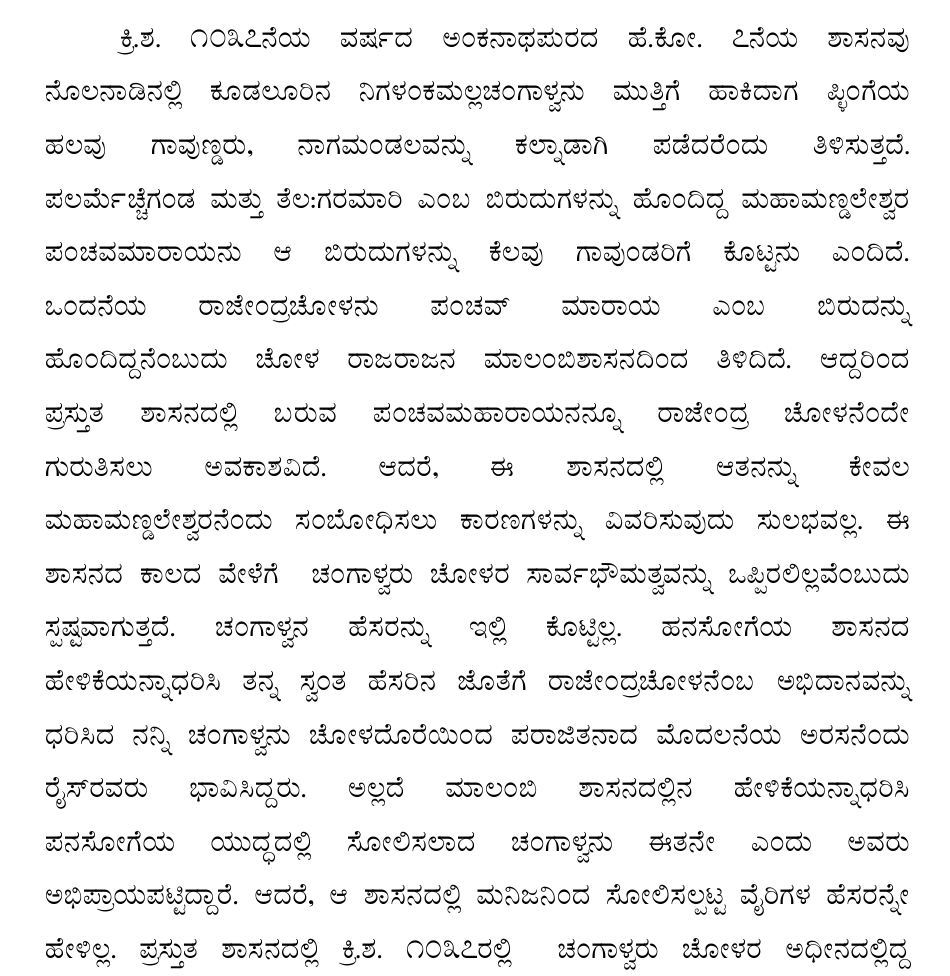 ಕ್ರಿ.ಶ. ೧೦೩೭ನೆಯ ವರ್ಷದ ಅಂಕನಾಥಪುರದ ಹೆ.ಕೋ. ೭ನೆಯ ಶಾಸನವು
ನೊಲನಾಡಿನಲ್ಲಿ ಕೂಡಲೂರಿನ ನಿಗಳಂಕಮಲ್ಲಚಂಗಾಳ್ವನು ಮುತ್ತಿಗೆ ಹಾಕಿದಾಗ ಪ್ಳಿಂಗೆಯ
ಹಲವು ಗಾವುಣ್ಡರು, ನಾಗಮಂಡಲವನ್ನು ಕಲ್ನಾಡಾಗಿ ಪಡೆದರೆಂದು ತಿಳಿಸುತ್ತದೆ.
ಪಲರ್ಮೆಚ್ಚೆಗಂಡ ಮತ್ತು ತೆಲ:ಗರಮಾರಿ ಎಂಬ ಬಿರುದುಗಳನ್ನು ಹೊಂದಿದ್ದ ಮಹಾಮಣ್ಡಲೇಶ್ವರ
ಪಂಚವಮಾರಾಯನು ಆ ಬಿರುದುಗಳನ್ನು ಕೆಲವು ಗಾವುಂಡರಿಗೆ ಕೊಟ್ಟನು ಎಂದಿದೆ.
ಒಂದನೆಯ ರಾಜೇಂದ್ರಚೋಳನು ಪಂಚವ್ ಮಾರಾಯ ಎಂಬ ಬಿರುದನ್ನು
ಹೊಂದಿದ್ದನೆಂಬುದು ಚೋಳ ರಾಜರಾಜನ ಮಾಲಂಬಿಶಾಸನದಿಂದ ತಿಳಿದಿದೆ. ಆದ್ದರಿಂದ
ಪ್ರಸ್ತುತ ಶಾಸನದಲ್ಲಿ ಬರುವ ಪಂಚವಮಹಾರಾಯನನ್ನೂ ರಾಜೇಂದ್ರ ಚೋಳನೆಂದೇ
ಗುರುತಿಸಲು ಅವಕಾಶವಿದೆ. ಆದರೆ, ಈ ಶಾಸನದಲ್ಲಿ ಆತನನ್ನು ಕೇವಲ
ಮಹಾಮಣ್ಡಲೇಶ್ವರನೆಂದು ಸಂಬೋಧಿಸಲು ಕಾರಣಗಳನ್ನು ವಿವರಿಸುವುದು ಸುಲಭವಲ್ಲ. ಈ
ಶಾಸನದ ಕಾಲದ ವೇಳೆಗೆ ಚಂಗಾಳ್ವರು ಚೋಳರ ಸಾರ್ವಭೌಮತ್ವವನ್ನು ಒಪ್ಪಿರಲಿಲ್ಲವೆಂಬುದು
ಸ್ಪಷ್ಟವಾಗುತ್ತದೆ. ಚಂಗಾಳ್ವನ ಹೆಸರನ್ನು ಇಲ್ಲಿ ಕೊಟ್ಟಿಲ್ಲ. ಹನಸೋಗೆಯ ಶಾಸನದ
ಹೇಳಿಕೆಯನ್ನಾಧರಿಸಿ ತನ್ನ ಸ್ವಂತ ಹೆಸರಿನ ಜೊತೆಗೆ ರಾಜೇಂದ್ರಚೋಳನೆಂಬ ಅಭಿದಾನವನ್ನು
ಧರಿಸಿದ ನನ್ನಿ ಚಂಗಾಳ್ವನು ಚೋಳದೊರೆಯಿಂದ ಪರಾಜಿತನಾದ ಮೊದಲನೆಯ ಅರಸನೆಂದು
ರೈಸ್‌ರವರು ಭಾವಿಸಿದ್ದರು. ಅಲ್ಲದೆ ಮಾಲಂಬಿ ಶಾಸನದಲ್ಲಿನ ಹೇಳಿಕೆಯನ್ನಾಧರಿಸಿ
ಪನಸೋಗೆಯ ಯುದ್ಧದಲ್ಲಿ ಸೋಲಿಸಲಾದ ಚಂಗಾಳ್ವನು ಈತನೇ ಎಂದು ಅವರು
ಅಭಿಪ್ರಾಯಪಟ್ಟಿದ್ದಾರೆ. ಆದರೆ, ಆ ಶಾಸನದಲ್ಲಿ ಮನಿಜನಿಂದ ಸೋಲಿಸಲ್ಪಟ್ಟ ವೈರಿಗಳ ಹೆಸರನ್ನೇ
ಹೇಳಿಲ್ಲ. ಪ್ರಸ್ತುತ ಶಾಸನದಲ್ಲಿ ಕ್ರಿ.ಶ. ೧೦೩೭ರಲ್ಲಿ ಚಂಗಾಳ್ವರು ಚೋಳರ ಅಧೀನದಲ್ಲಿದ್ದ